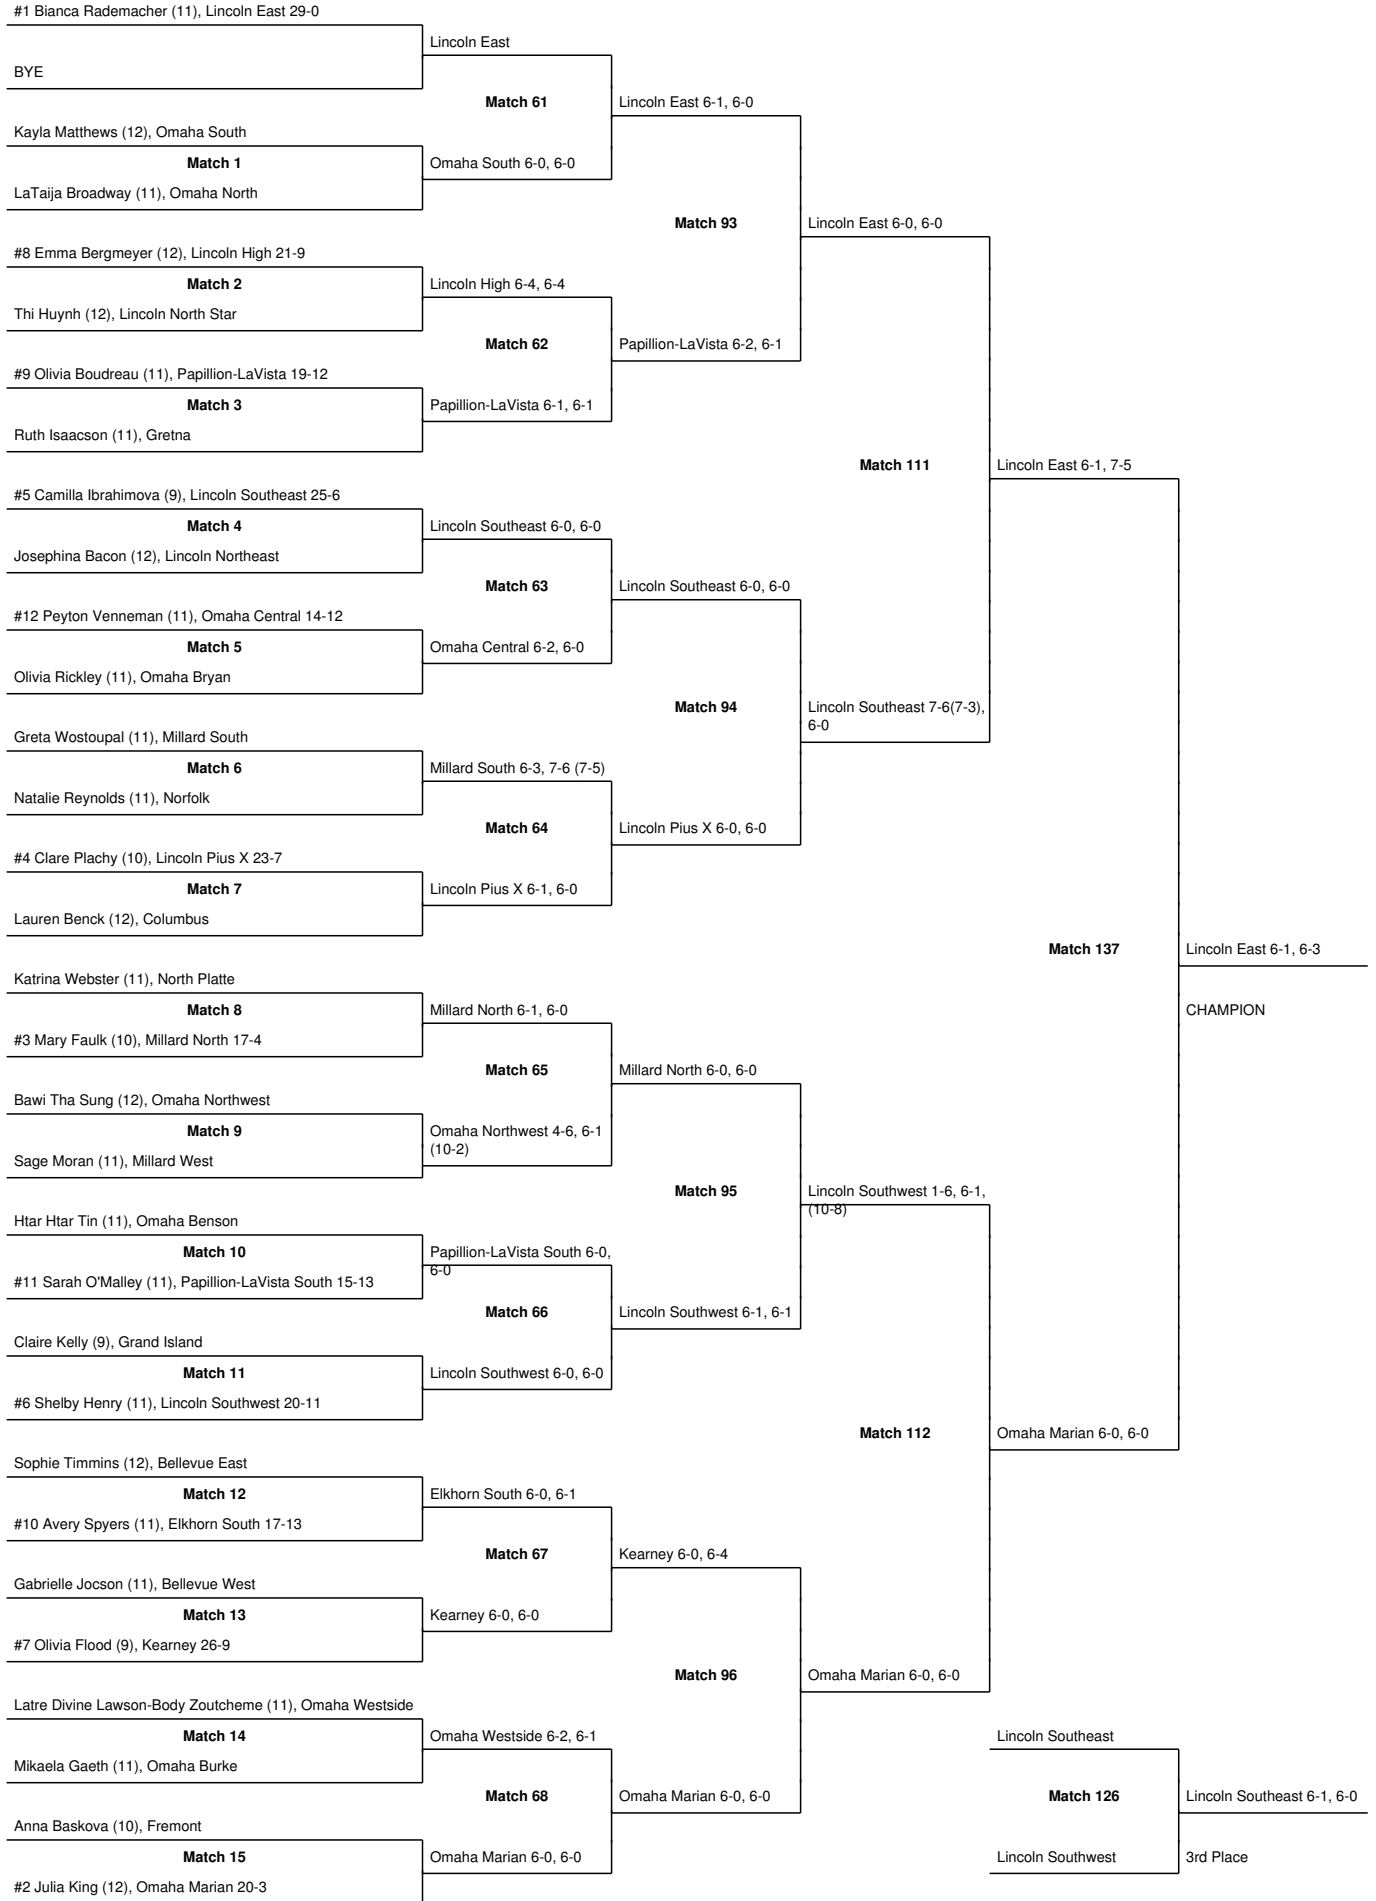 #1 Bianca Rademacher (11), Lincoln East 29-0
Lincoln East
BYE
Match 61
Lincoln East 6-1, 6-0
Kayla Matthews (12), Omaha South
Match 1
Omaha South 6-0, 6-0
LaTaija Broadway (11), Omaha North
Match 93
Lincoln East 6-0, 6-0
#8 Emma Bergmeyer (12), Lincoln High 21-9
Match 2
Lincoln High 6-4, 6-4
Thi Huynh (12), Lincoln North Star
Match 62
Papillion-LaVista 6-2, 6-1
#9 Olivia Boudreau (11), Papillion-LaVista 19-12
Match 3
Papillion-LaVista 6-1, 6-1
Ruth Isaacson (11), Gretna
Match 111
Lincoln East 6-1, 7-5
#5 Camilla Ibrahimova (9), Lincoln Southeast 25-6
Match 4
Lincoln Southeast 6-0, 6-0
Josephina Bacon (12), Lincoln Northeast
Match 63
Lincoln Southeast 6-0, 6-0
#12 Peyton Venneman (11), Omaha Central 14-12
Match 5
Omaha Central 6-2, 6-0
Olivia Rickley (11), Omaha Bryan
Match 94
Lincoln Southeast 7-6(7-3),
6-0
Greta Wostoupal (11), Millard South
Match 6
Millard South 6-3, 7-6 (7-5)
Natalie Reynolds (11), Norfolk
Match 64
Lincoln Pius X 6-0, 6-0
#4 Clare Plachy (10), Lincoln Pius X 23-7
Match 7
Lincoln Pius X 6-1, 6-0
Lauren Benck (12), Columbus
Match 137
Lincoln East 6-1, 6-3
Katrina Webster (11), North Platte
Match 8
Millard North 6-1, 6-0
CHAMPION
#3 Mary Faulk (10), Millard North 17-4
Match 65
Millard North 6-0, 6-0
Bawi Tha Sung (12), Omaha Northwest
Match 9
Omaha Northwest 4-6, 6-1
(10-2)
Sage Moran (11), Millard West
Match 95
Lincoln Southwest 1-6, 6-1,
(10-8)
Htar Htar Tin (11), Omaha Benson
Match 10
Papillion-LaVista South 6-0,
6-0
#11 Sarah O'Malley (11), Papillion-LaVista South 15-13
Match 66
Lincoln Southwest 6-1, 6-1
Claire Kelly (9), Grand Island
Match 11
Lincoln Southwest 6-0, 6-0
#6 Shelby Henry (11), Lincoln Southwest 20-11
Match 112
Omaha Marian 6-0, 6-0
Sophie Timmins (12), Bellevue East
Match 12
Elkhorn South 6-0, 6-1
#10 Avery Spyers (11), Elkhorn South 17-13
Match 67
Kearney 6-0, 6-4
Gabrielle Jocson (11), Bellevue West
Match 13
Kearney 6-0, 6-0
#7 Olivia Flood (9), Kearney 26-9
Match 96
Omaha Marian 6-0, 6-0
Latre Divine Lawson-Body Zoutcheme (11), Omaha Westside
Match 14
Omaha Westside 6-2, 6-1
Lincoln Southeast
Mikaela Gaeth (11), Omaha Burke
Match 68
Omaha Marian 6-0, 6-0
Match 126
Lincoln Southeast 6-1, 6-0
Anna Baskova (10), Fremont
Match 15
Omaha Marian 6-0, 6-0
Lincoln Southwest
3rd Place
#2 Julia King (12), Omaha Marian 20-3